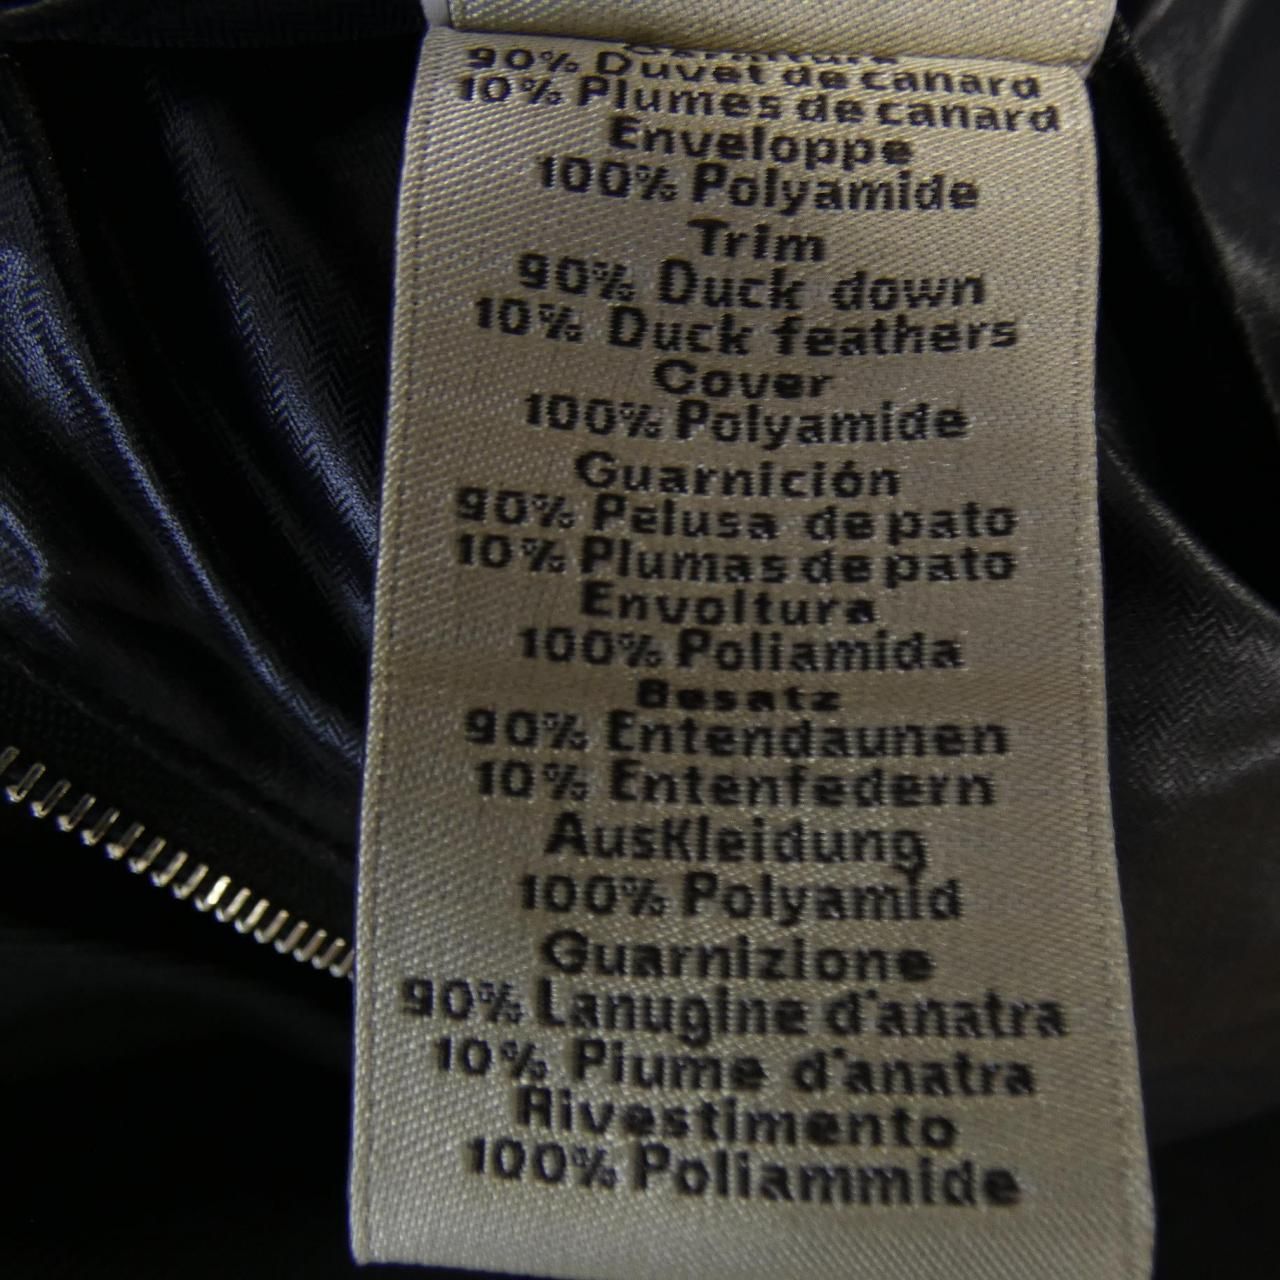 Garniture
90% Duvet de canard
10% Plumes de canard
Enveloppe
100% Polyamide
Trim
90% Duck down
10% Duck feathers
Cover
100% Polyamide
Guarnición
90% Pelusa de pato
10% Plumas de pato
Envoltura
100% Poliamida
Besatz
90% Entendaunen
10% Entenfedern
Auskleidung
100% Polyamid
Guarnizione
90% Lanugine d'anatra
10% Piume d'anatra
Rivestimento
100% Poliammide